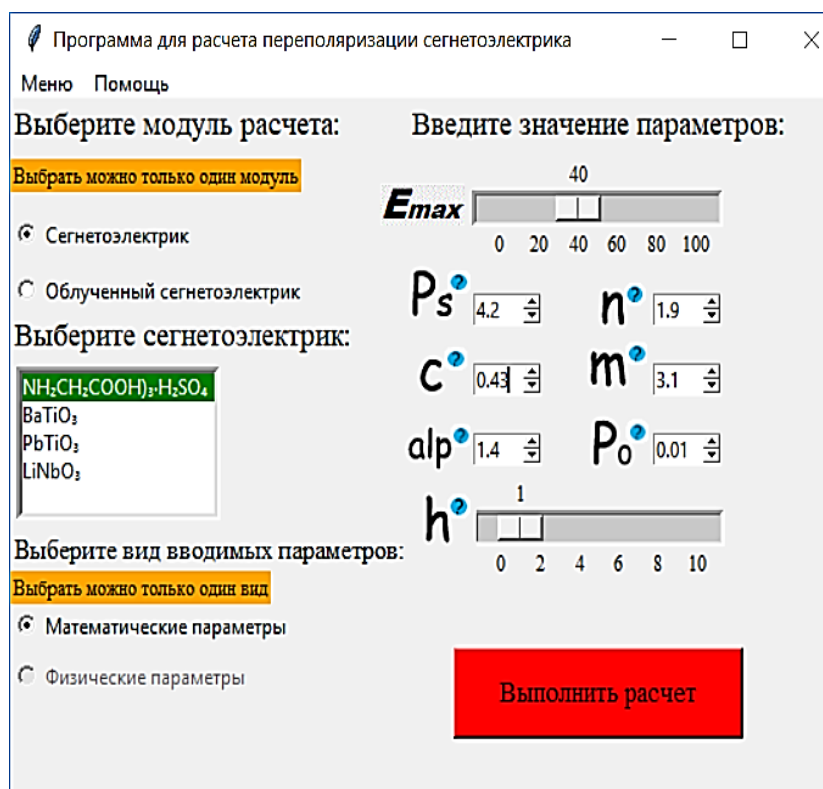 Программа для расчета переполяризации сегнетоэлектрика
Меню Помощь
Выберите модуль расчета:
Выбрать можно только один модуль
Сегнетоэлектрик
Облученный сегнетоэлектрик
Выберите сегнетоэлектрик:
NH₂CH₂COOH)₃·H₂SO₄
BaTiO₃
PbTiO₃
LiNbO₃
Выберите вид вводимых параметров:
Выбрать можно только один вид
Математические параметры
Физические параметры
Введите значение параметров:
40
Emax
0 20 40 60 80 100
Ps ? 4.2 n ? 1.9
c ? 0.43 m ? 3.1
alp ? 1.4 Po ? 0.01
1
h ?
0 2 4 6 8 10
Выполнить расчет